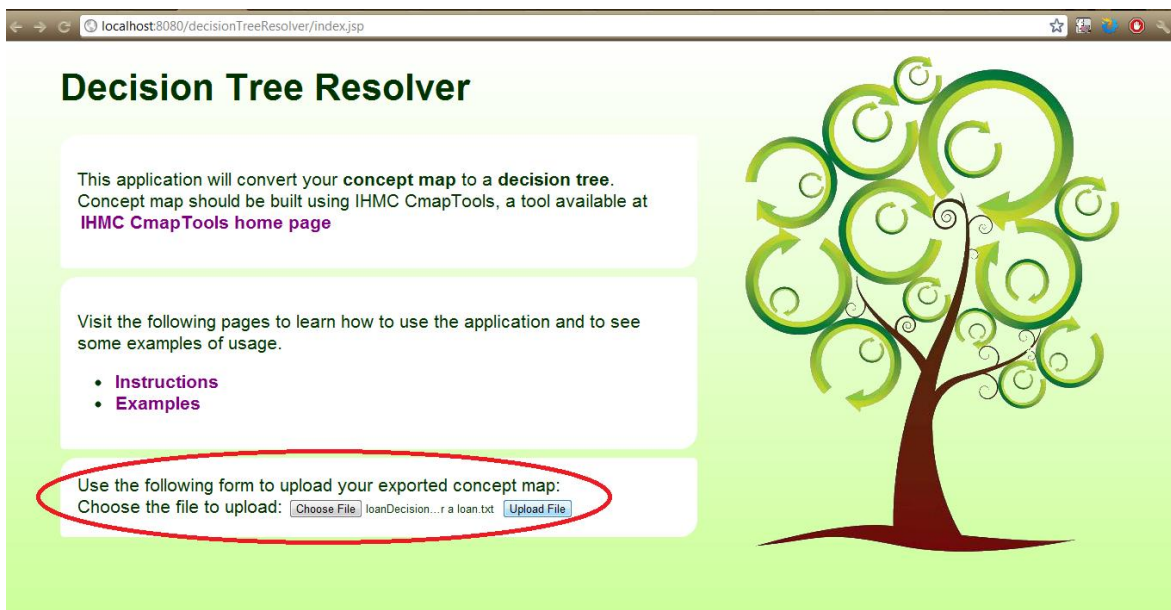 localhost:8080/decisionTreeResolver/index.jsp
Decision Tree Resolver
This application will convert your concept map to a decision tree.
Concept map should be built using IHMC CmapTools, a tool available at
IHMC CmapTools home page
Visit the following pages to learn how to use the application and to see
some examples of usage.
• Instructions
• Examples
Use the following form to upload your exported concept map:
Choose the file to upload: Choose File loanDecision...r a loan.txt Upload File